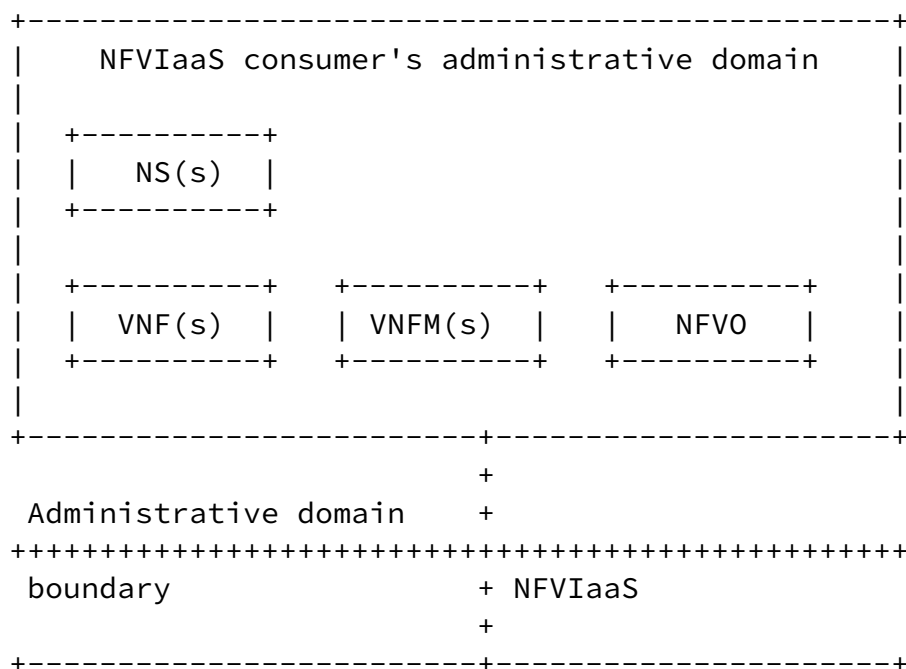 NFVIaaS consumer's administrative domain
NS(s)
VNF(s) VNFM(s) NFVO
Administrative domain
boundary NFVIaaS